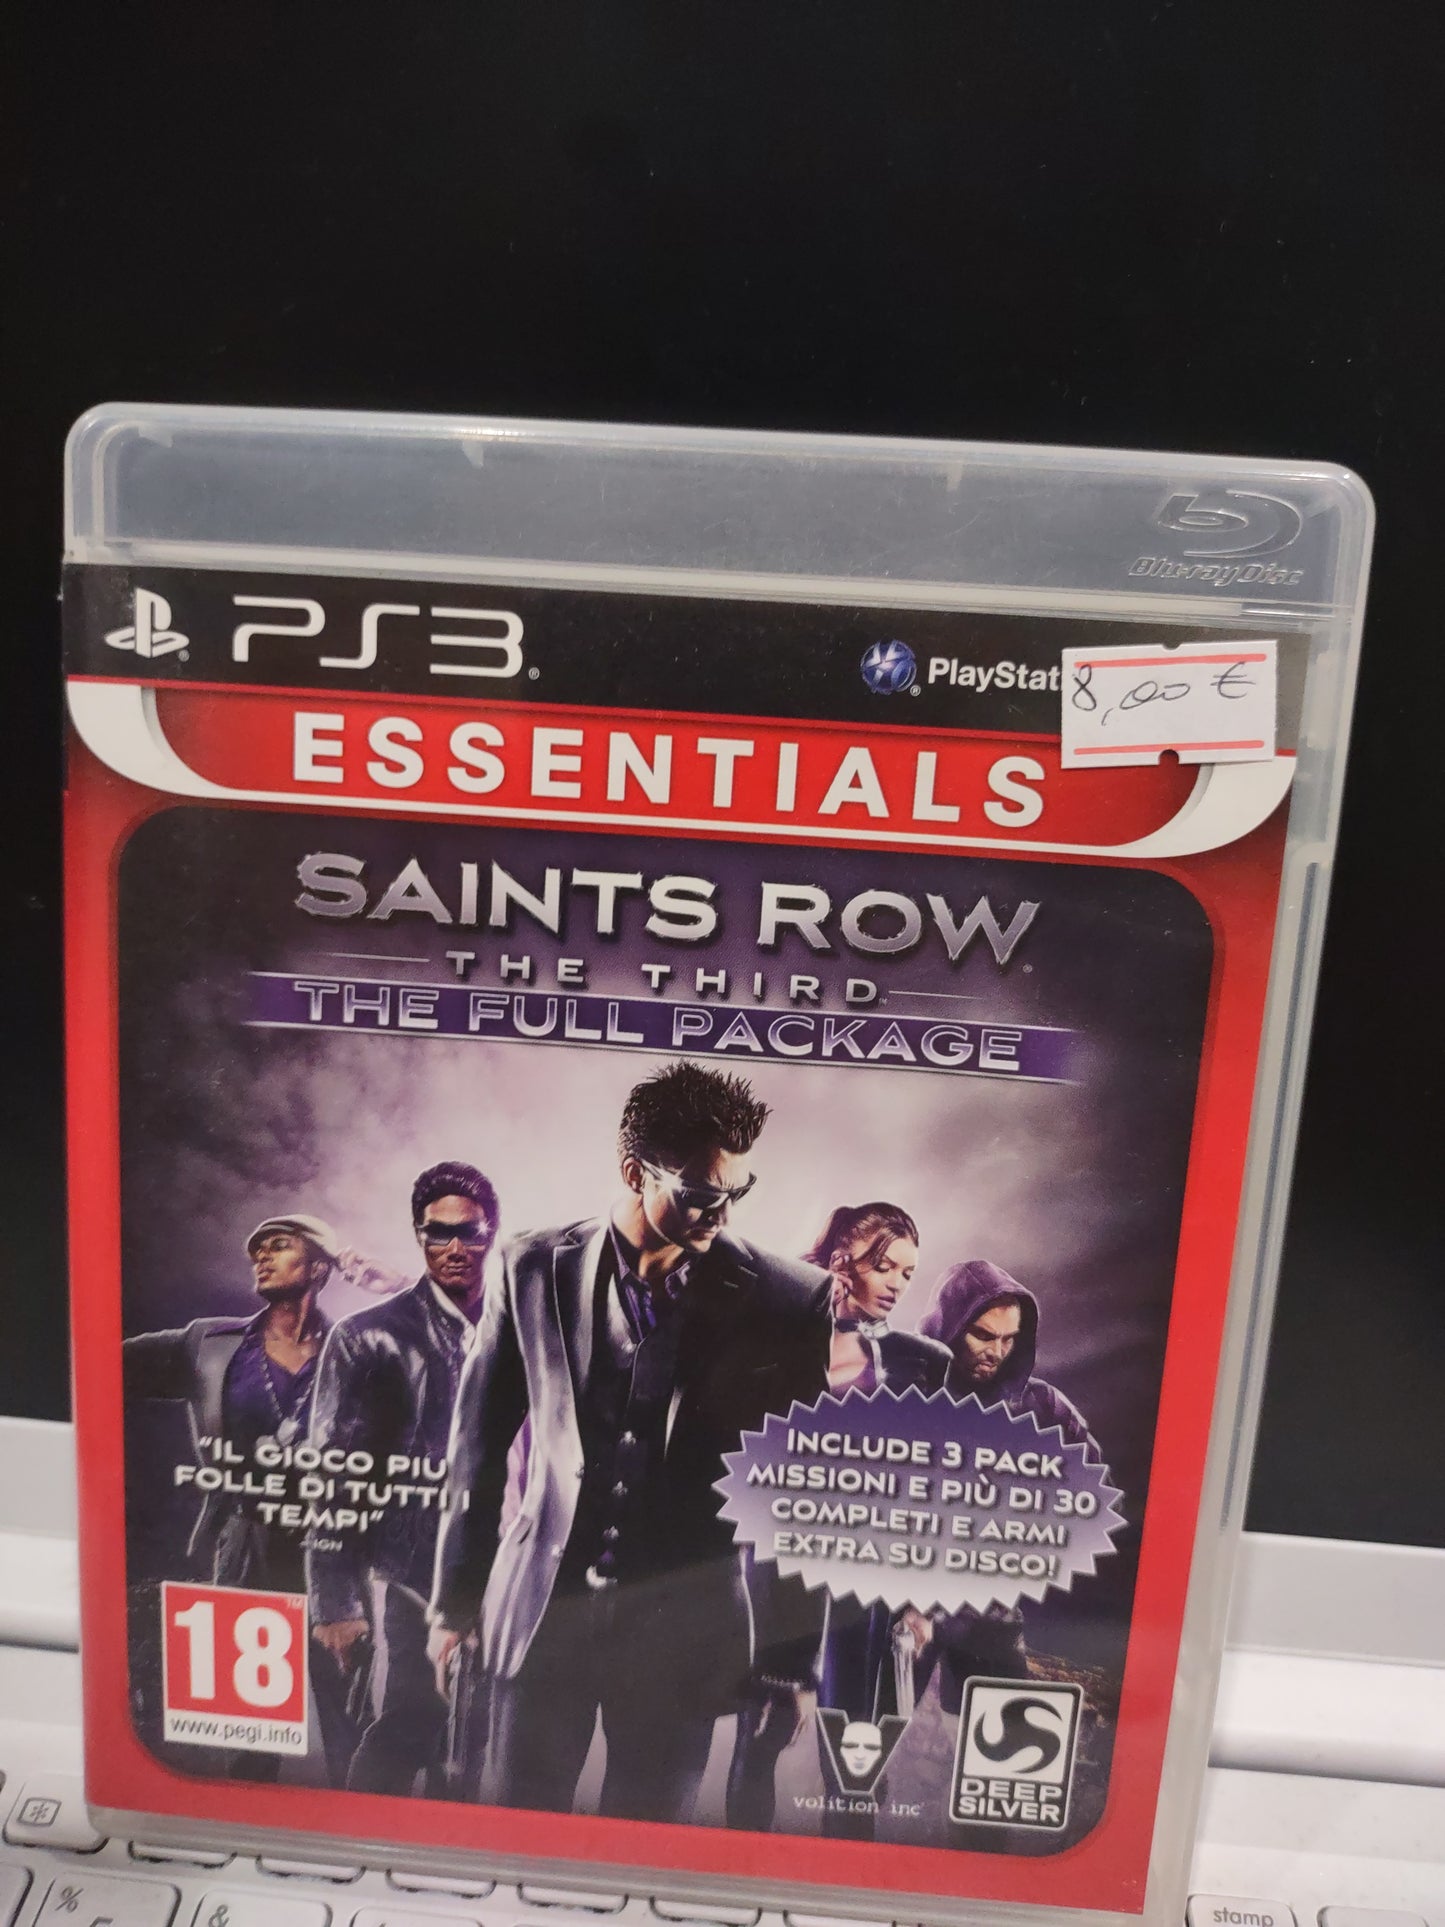 Blu-ray Disc
PS3
PlayStat
8,00 €
ESSENTIALS
SAINTS ROW
THE THIRD
THE FULL PACKAGE
"IL GIOCO PIÙ
FOLLE DI TUTTI I
TEMPI"
- IGN
INCLUDE 3 PACK
MISSIONI E PIÙ DI 30
COMPLETI E ARMI
EXTRA SU DISCO!
18
www.pegi.info
volition inc
DEEP
SILVER
%
5
&
stamp